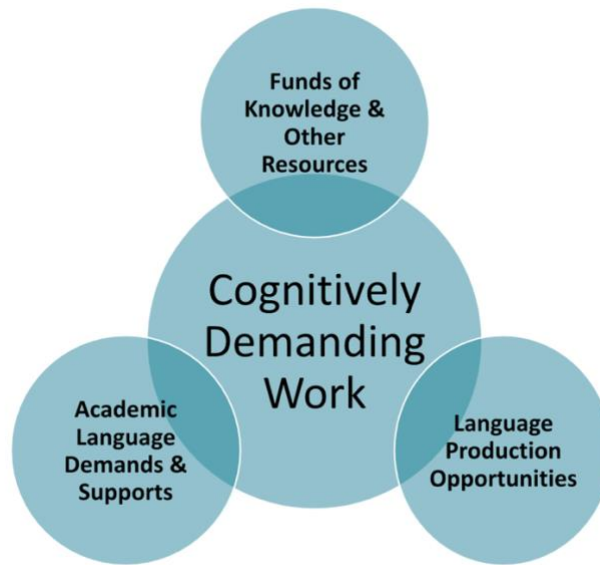 Funds of
Knowledge &
Other
Resources
Cognitively
Demanding
Work
Academic
Language
Demands &
Supports
Language
Production
Opportunities